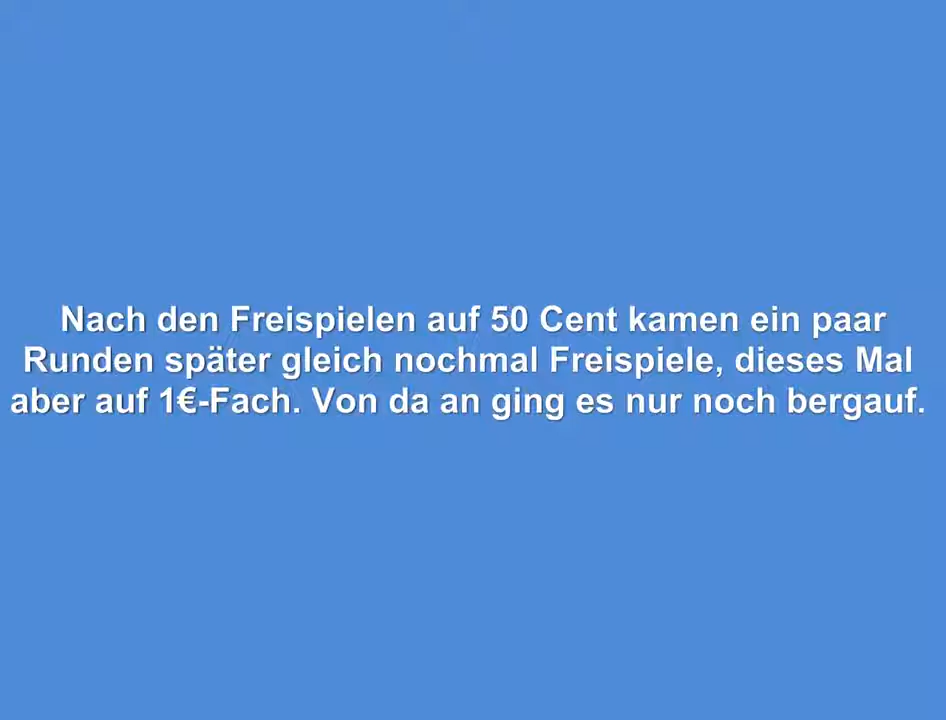 Nach den Freispielen auf 50 Cent kamen ein paar
Runden später gleich nochmal Freispiele, dieses Mal
aber auf 1€-Fach. Von da an ging es nur noch bergauf.